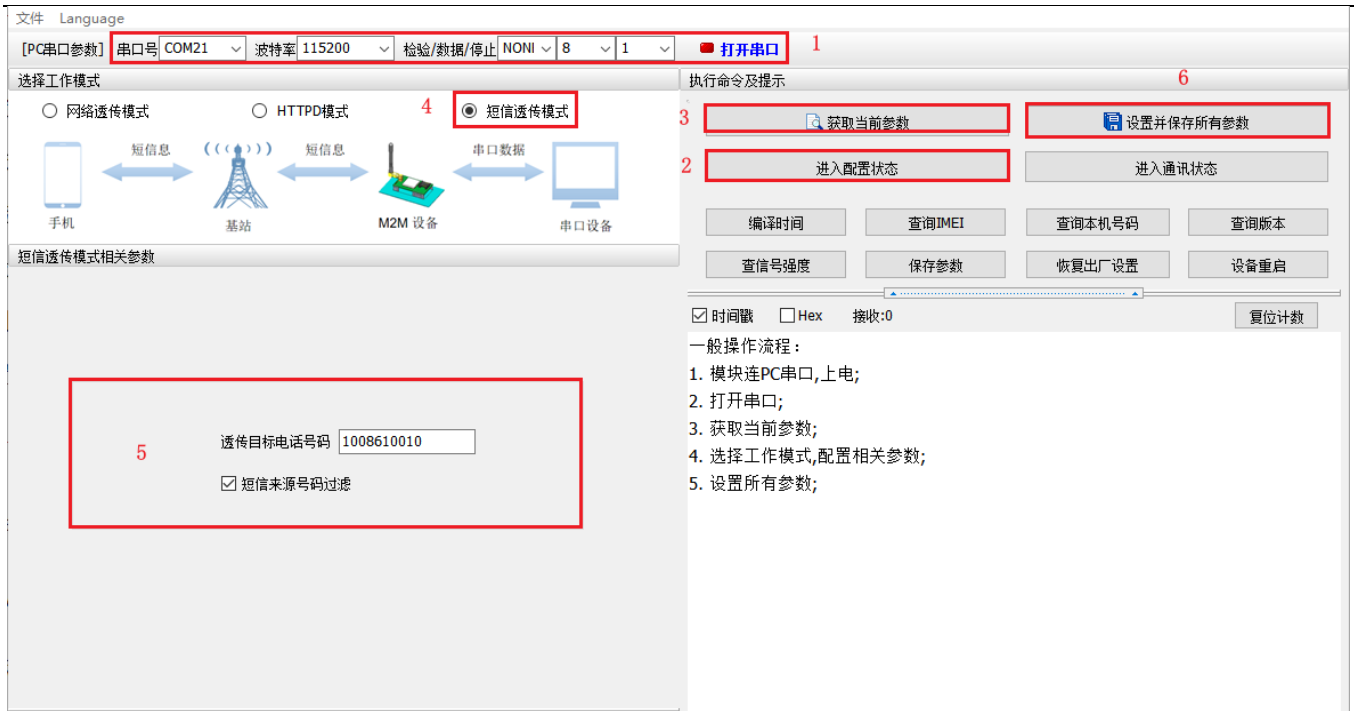 文件 Language
[PC串口参数] 串口号 COM21 波特率 115200 检验/数据/停止 NONI 8 1 打开串口 1
选择工作模式
网络透传模式 HTTPD模式 4 短信透传模式
短信息 短信息 串口数据
手机 基站 M2M 设备 串口设备
短信透传模式相关参数
5
透传目标电话号码 1008610010
短信来源号码过滤
执行命令及提示 6
3 获取当前参数 设置并保存所有参数
2 进入配置状态 进入通讯状态
编译时间 查询IMEI 查询本机号码 查询版本
查信号强度 保存参数 恢复出厂设置 设备重启
时间戳 Hex 接收:0 复位计数
一般操作流程：
1. 模块连PC串口,上电;
2. 打开串口;
3. 获取当前参数;
4. 选择工作模式,配置相关参数;
5. 设置所有参数;